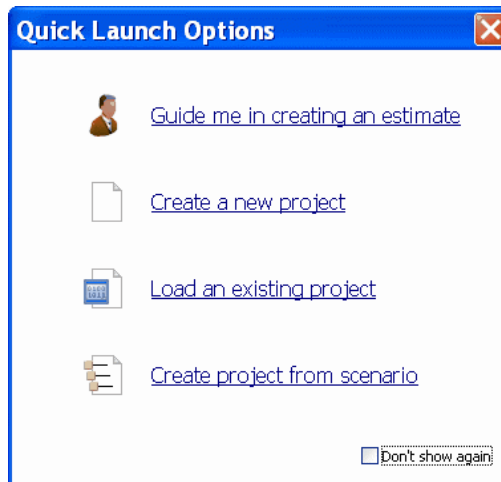 Quick Launch Options
Guide me in creating an estimate
Create a new project
Load an existing project
Create project from scenario
Don't show again